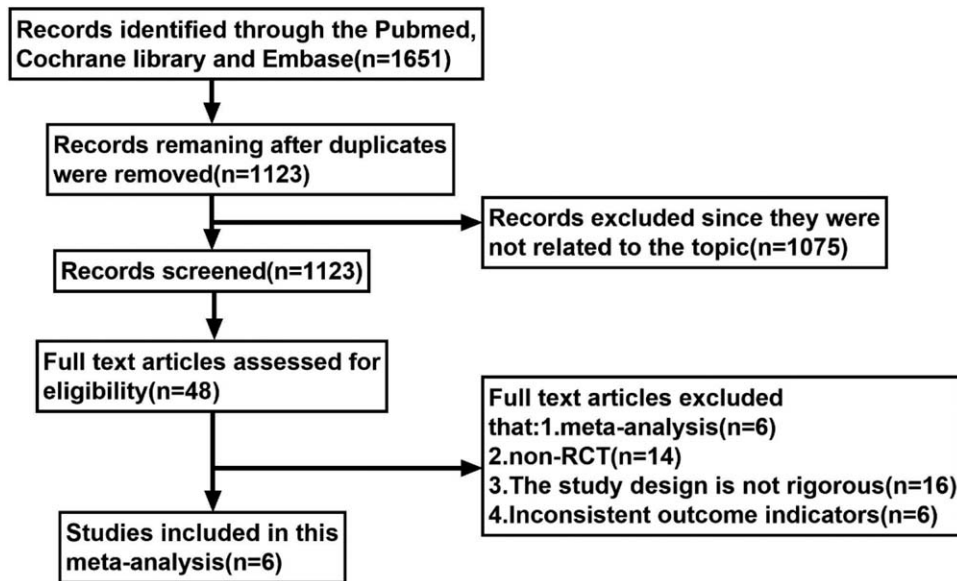 Records identified through the Pubmed,
Cochrane library and Embase(n=1651)
Records remaning after duplicates
were removed(n=1123)
Records excluded since they were
not related to the topic(n=1075)
Records screened(n=1123)
Full text articles assessed for
eligibility(n=48)
Full text articles excluded
that:1.meta-analysis(n=6)
2.non-RCT(n=14)
3.The study design is not rigorous(n=16)
4.Inconsistent outcome indicators(n=6)
Studies included in this
meta-analysis(n=6)